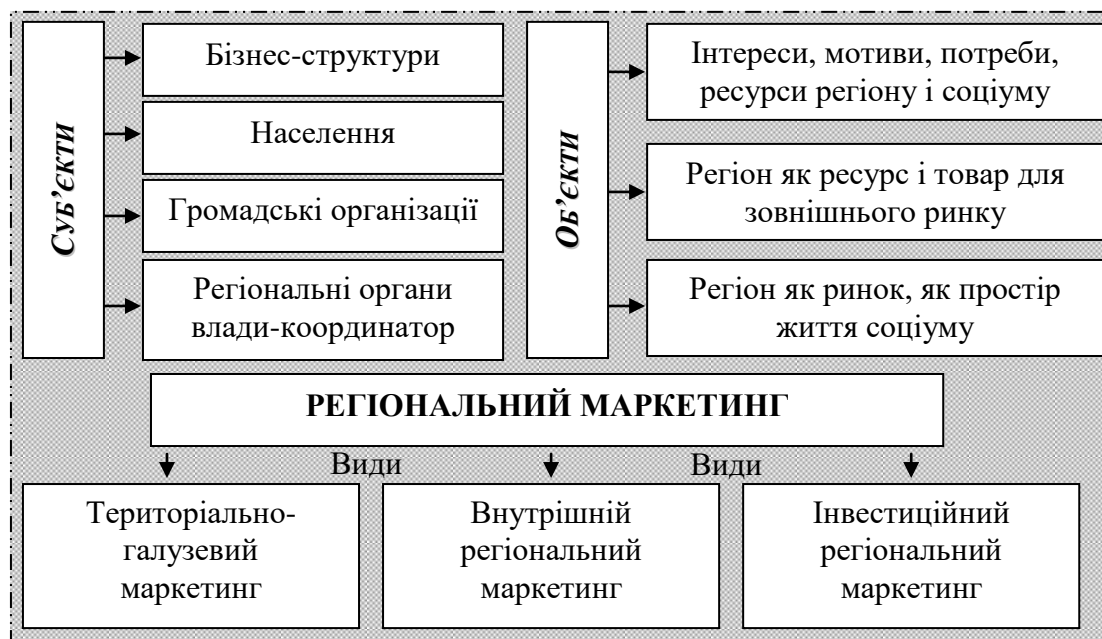 СУБ’ЄКТИ
Бізнес-структури
Населення
Громадські організації
Регіональні органи
влади-координатор
ОБ’ЄКТИ
Інтереси, мотиви, потреби,
ресурси регіону і соціуму
Регіон як ресурс і товар для
зовнішнього ринку
Регіон як ринок, як простір
життя соціуму
РЕГІОНАЛЬНИЙ МАРКЕТИНГ
Види
Види
Територіально-
галузевий
маркетинг
Внутрішній
регіональний
маркетинг
Інвестиційний
регіональний
маркетинг